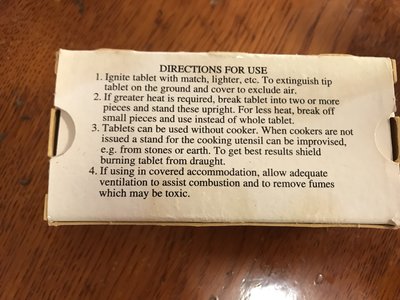 DIRECTIONS FOR USE
1. Ignite tablet with match, lighter, etc. To extinguish tip
tablet on the ground and cover to exclude air.
2. If greater heat is required, break tablet into two or more
pieces and stand these upright. For less heat, break off
small pieces and use instead of whole tablet.
3. Tablets can be used without cooker. When cookers are not
issued a stand for the cooking utensil can be improvised,
e.g. from stones or earth. To get best results shield
burning tablet from draught.
4. If using in covered accommodation, allow adequate
ventilation to assist combustion and to remove fumes
which may be toxic.